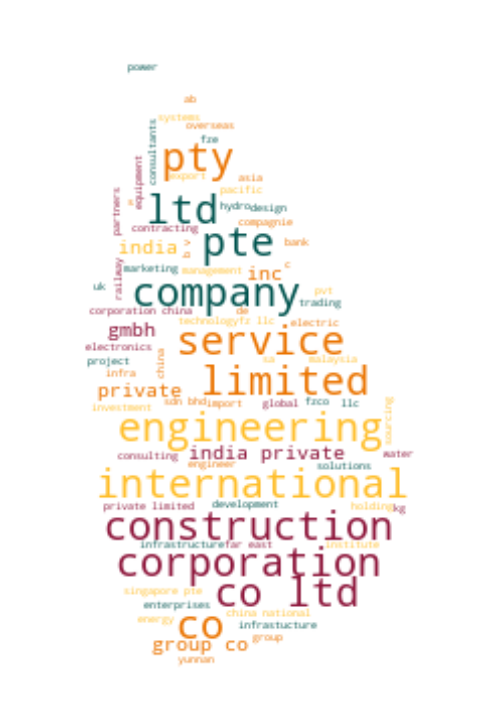 power
ab
systems
overseas
consultants
fze
pty
export
asia
equipment
pacific
partners
ltd
hydro
design
compagnie
contracting
pte
india
bank
marketing
management
inc
c
railway
uk
company
pvt
trading
corporation china
de
technology
fz llc
electric
gmbh
service
electronics
project
sa
malaysia
china
infra
private
limited
sdn bhd
import
global
fzco
llc
investment
sourcing
engineering
consulting
india private
water
engineer
solutions
international
private limited
development
holding
kg
construction
infrastructure
far east
institute
corporation
singapore pte
co ltd
enterprises
china national
energy
co
infrastucture
group
group co
yunnan